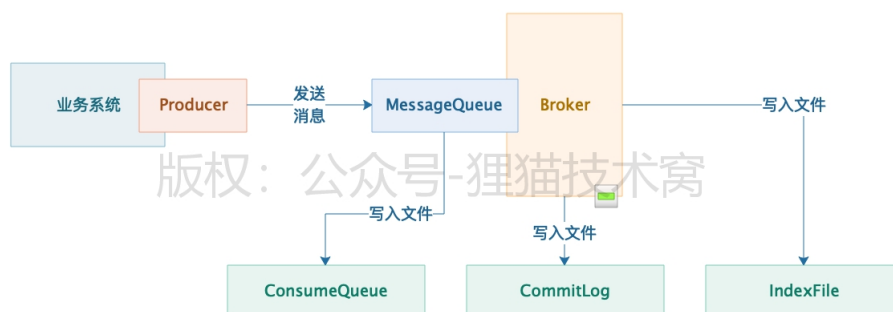 业务系统
Producer
发送
消息
MessageQueue
Broker
写入文件
版权：公众号-狸猫技术窝
写入文件
写入文件
ConsumeQueue
CommitLog
IndexFile